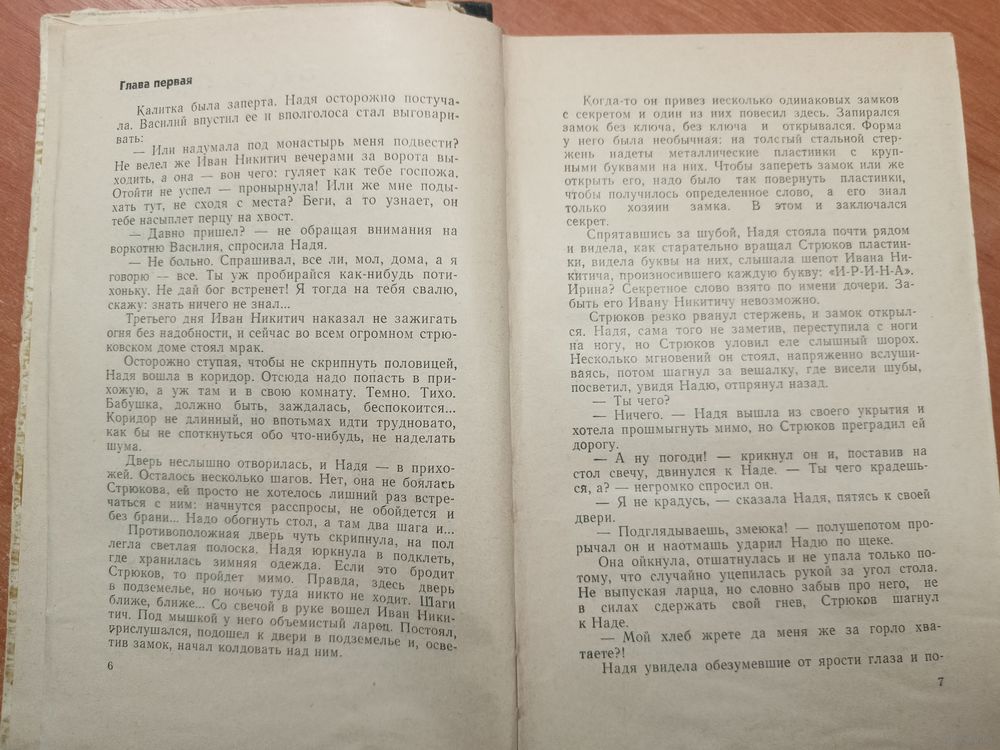 Глава первая
Калитка была заперта. Надя осторожно постуча-
ла. Василий впустил ее и вполголоса стал выговари-
вать:
— Или надумала под монастырь меня подвести?
Не велел же Иван Никитич вечерами за ворота вы-
ходить, а она — вон чего: гуляет как тебе госпожа.
Отойти не успел — пронырнула! Или же мне поды-
хать тут, не сходя с места? Беги, а то узнает, он
тебе насыплет перцу на хвост.
— Давно пришел? — не обращая внимания на
воркотню Василия, спросила Надя.
— Не больно. Спрашивал, все ли, мол, дома, а я
говорю — все. Ты уж пробирайся как-нибудь поти-
хоньку. Не дай бог встренет! Я тогда на тебя свалю,
скажу: знать ничего не знал...
Третьего дня Иван Никитич наказал не зажигать
огня без надобности, и сейчас во всем огромном стрю-
ковском доме стоял мрак.
Осторожно ступая, чтобы не скрипнуть половицей,
Надя вошла в коридор. Отсюда надо попасть в при-
хожую, а уж там и в свою комнату. Темно. Тихо.
Бабушка, должно быть, заждалась, беспокоится...
Коридор не длинный, но впотьмах идти трудновато,
как бы не споткнуться обо что-нибудь, не наделать
шума.
Дверь неслышно отворилась, и Надя — в прихо-
жей. Осталось несколько шагов. Нет, она не боялась
Стрюкова, ей просто не хотелось лишний раз встре-
чаться с ним: начнутся расспросы, не обойдется и
без брани... Надо обогнуть стол, а там два шага и...
Противоположная дверь чуть скрипнула, на пол
легла светлая полоска. Надя юркнула в подклеть,
где хранилась зимняя одежда. Если это бродит
Стрюков, то пройдет мимо. Правда, здесь дверь
в подземелье, но ночью туда никто не ходит. Шаги
ближе, ближе... Со свечой в руке вошел Иван Ники-
тич. Под мышкой у него объемистый ларец. Постоял,
прислушался, подошел к двери в подземелье и, осве-
тив замок, начал колдовать над ним.
6
Когда-то он привез несколько одинаковых замков
с секретом и один из них повесил здесь. Запирался
замок без ключа, без ключа и открывался. Форма
у него была необычная: на толстый стальной стер-
жень надеты металлические пластинки с круп-
ными буквами на них. Чтобы запереть замок или же
открыть его, надо было так повернуть пластинки,
чтобы получилось определенное слово, а его знал
только хозяин замка. В этом и заключался
секрет.
Спрятавшись за шубой, Надя стояла почти рядом
и видела, как старательно вращал Стрюков пластин-
ки, видела буквы на них, слышала шепот Ивана Ни-
китича, произносившего каждую букву: «И-Р-И-Н-А».
Ирина? Секретное слово взято по имени дочери. За-
быть его Ивану Никитичу невозможно.
Стрюков резко рванул стержень, и замок открыл-
ся. Надя, сама того не заметив, переступила с ноги
на ногу, но Стрюков уловил еле слышный шорох.
Несколько мгновений он стоял, напряженно вслуши-
ваясь, потом шагнул за вешалку, где висели шубы,
посветил, увидя Надю, отпрянул назад.
— Ты чего?
— Ничего. — Надя вышла из своего укрытия и
хотела прошмыгнуть мимо, но Стрюков преградил ей
дорогу.
— А ну погоди! — крикнул он и, поставив на
стол свечу, двинулся к Наде. — Ты чего крадешь-
ся, а? — негромко спросил он.
— Я не крадусь, — сказала Надя, пятясь к своей
двери.
— Подглядываешь, змеюка! — полушепотом про-
рычал он и наотмашь ударил Надю по щеке.
Она ойкнула, отшатнулась и не упала только по-
тому, что случайно уцепилась рукой за угол стола.
Не выпуская ларца, но словно забыв про него, не
в силах сдержать свой гнев, Стрюков шагнул
к Наде.
— Мой хлеб жрете да меня же за горло хва-
таете?!
Надя увидела обезумевшие от ярости глаза и по-
7